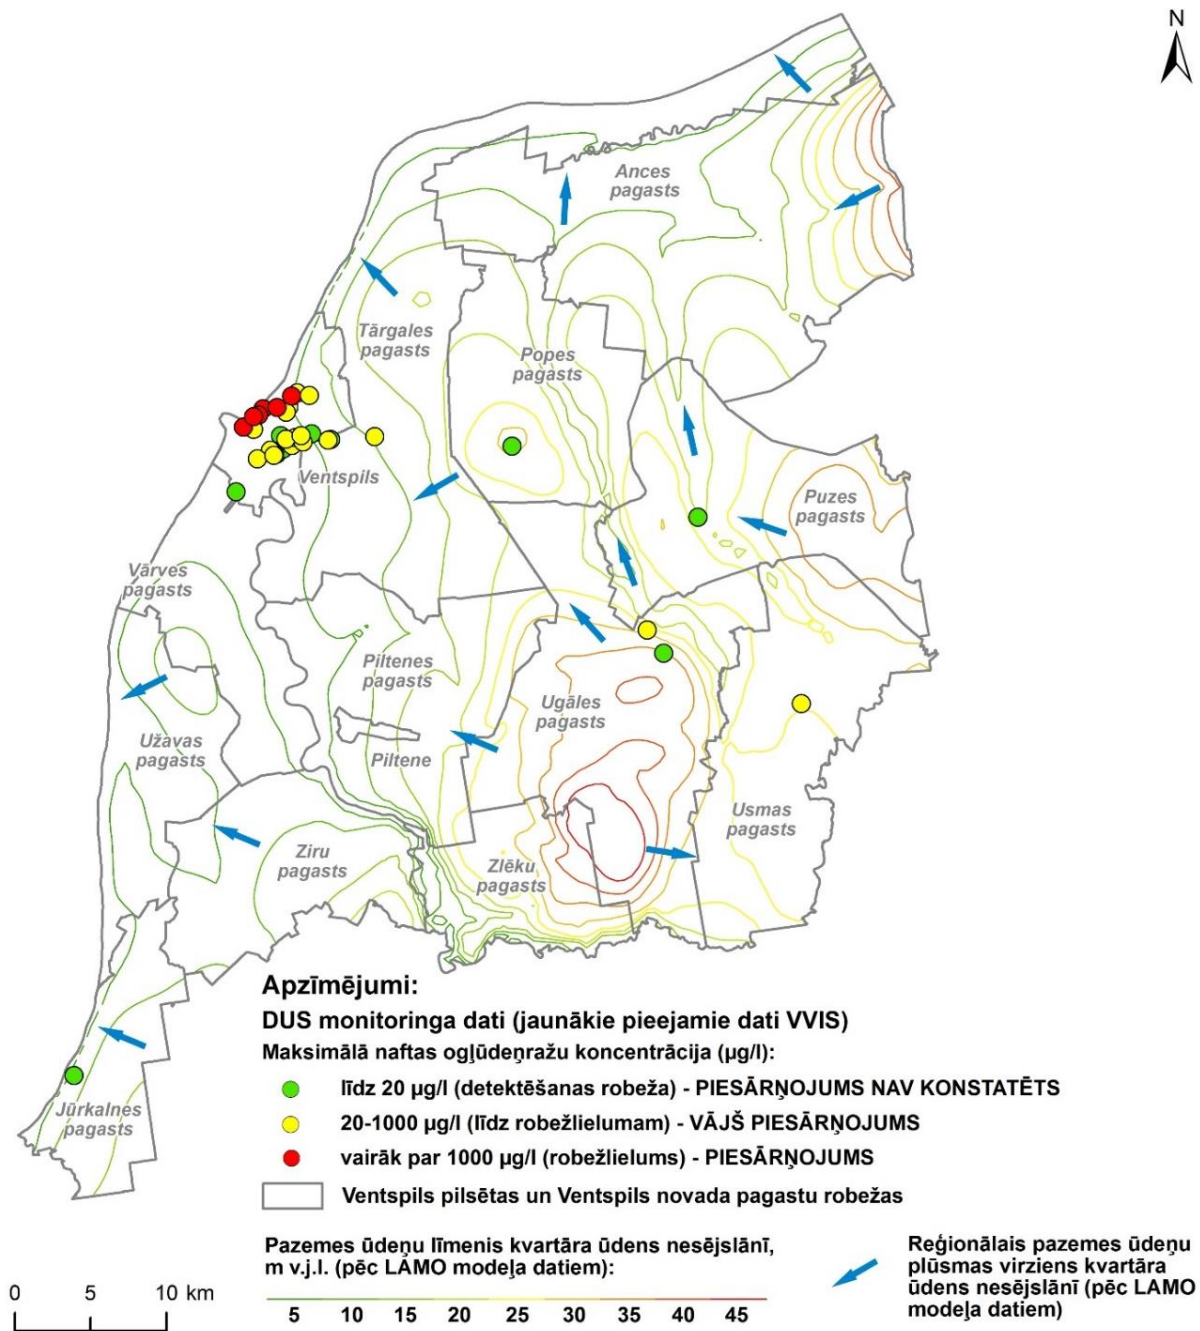 N
Ances
pagasts
Tārgales
pagasts
Popes
pagasts
Puzes
pagasts
Ventspils
Vārves
pagasts
Piltenes
pagasts
Ugāles
pagasts
Užavas
pagasts
Piltene
Usmas
pagasts
Ziru
pagasts
Zlēku
pagasts
Jūrkalnes
pagasts
Apzīmējumi:
DUS monitoringa dati (jaunākie pieejamie dati VVIS)
Maksimālā naftas ogļūdeņražu koncentrācija (µg/l):
līdz 20 µg/l (detektēšanas robeža) - PIESĀRŅOJUMS NAV KONSTATĒTS
20-1000 µg/l (līdz robežlielumam) - VĀJŠ PIESĀRŅOJUMS
vairāk par 1000 µg/l (robežlielums) - PIESĀRŅOJUMS
Ventspils pilsētas un Ventspils novada pagastu robežas
Pazemes ūdeņu līmenis kvartāra ūdens nesējslānī,
m v.j.l. (pēc LAMO modeļa datiem):
5 10 15 20 25 30 35 40 45
Reģionālais pazemes ūdeņu
plūsmas virziens kvartāra
ūdens nesējslānī (pēc LAMO
modeļa datiem)
0 5 10 km